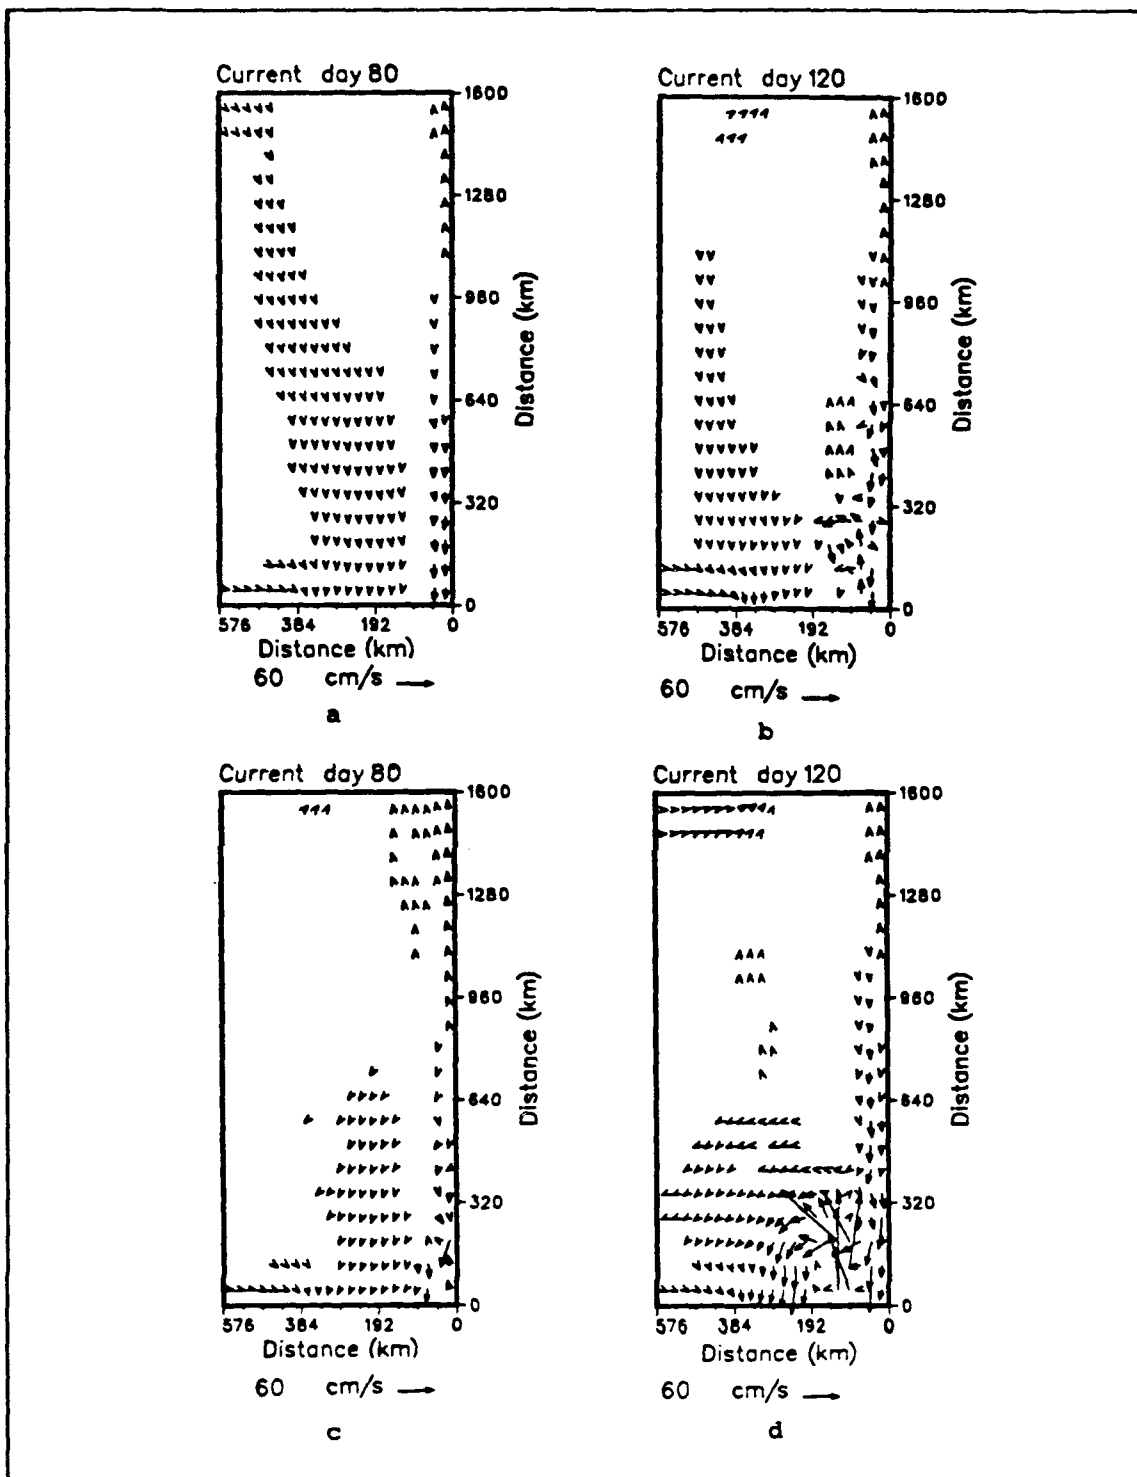 Current day 80
1600
1280
960
640
320
0
Distance (km)
576 384 192 0
Distance (km)
60 cm/s
a
Current day 120
1600
1280
960
640
320
0
Distance (km)
576 384 192 0
Distance (km)
60 cm/s
b
Current day 80
1600
1280
960
640
320
0
Distance (km)
576 384 192 0
Distance (km)
60 cm/s
c
Current day 120
1600
1280
960
640
320
0
Distance (km)
576 384 192 0
Distance (km)
60 cm/s
d